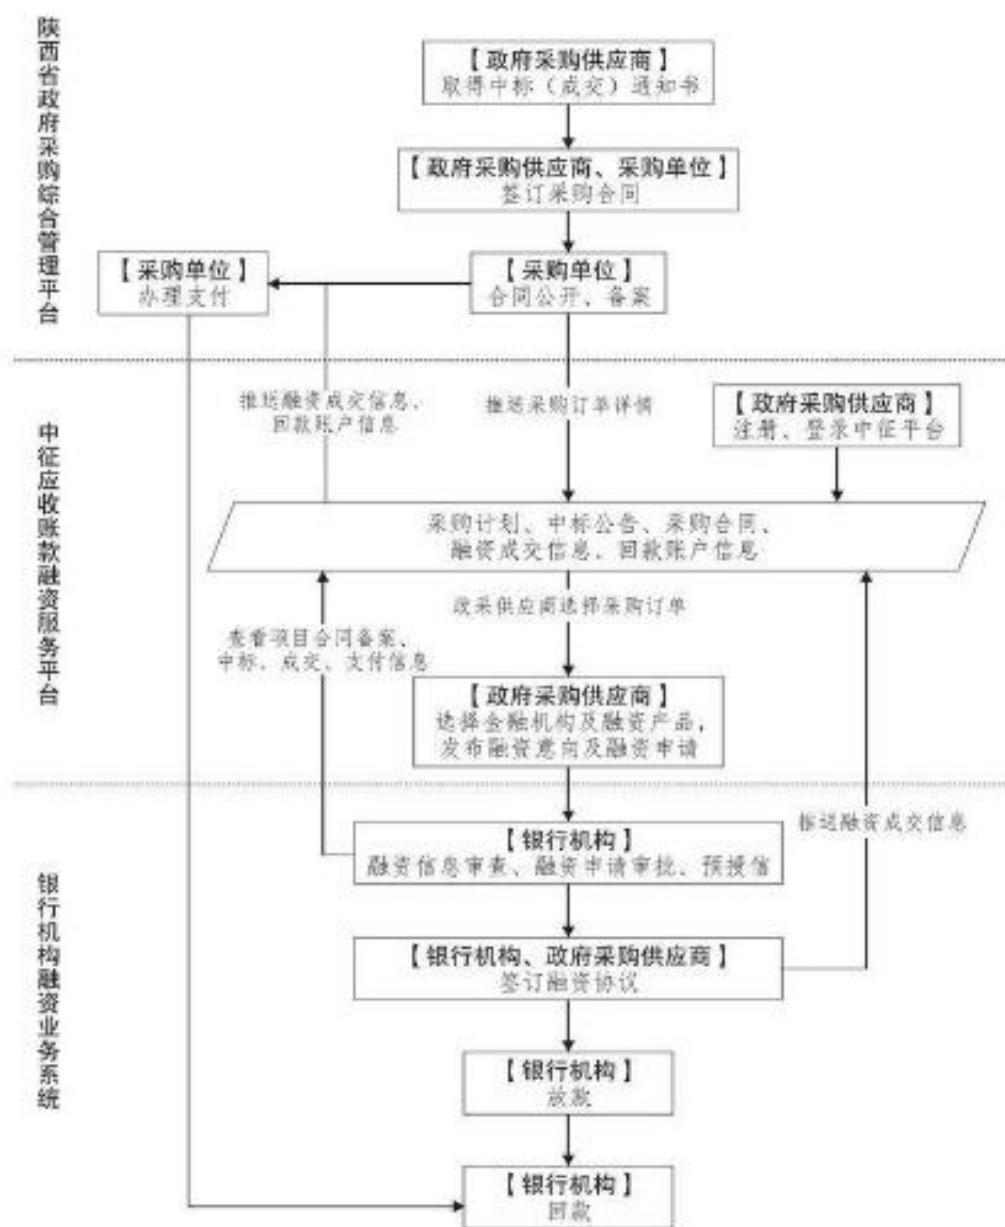 陕西省政府采购综合管理平台
【政府采购供应商】
取得中标（成交）通知书
【政府采购供应商、采购单位】
签订采购合同
【采购单位】
办理支付
【采购单位】
合同公开、备案
中征应收账款融资服务平台
推送融资成交信息、
回款账户信息
推送采购订单详情
【政府采购供应商】
注册、登录中征平台
采购计划、中标公告、采购合同、
融资成交信息、回款账户信息
政采供应商选择采购订单
查看项目合同备案、
中标、成交、支付信息
【政府采购供应商】
选择金融机构及融资产品，
发布融资意向及融资申请
银行机构融资业务系统
推送融资成交信息
【银行机构】
融资信息审查、融资申请审批、预授信
【银行机构、政府采购供应商】
签订融资协议
【银行机构】
放款
【银行机构】
回款